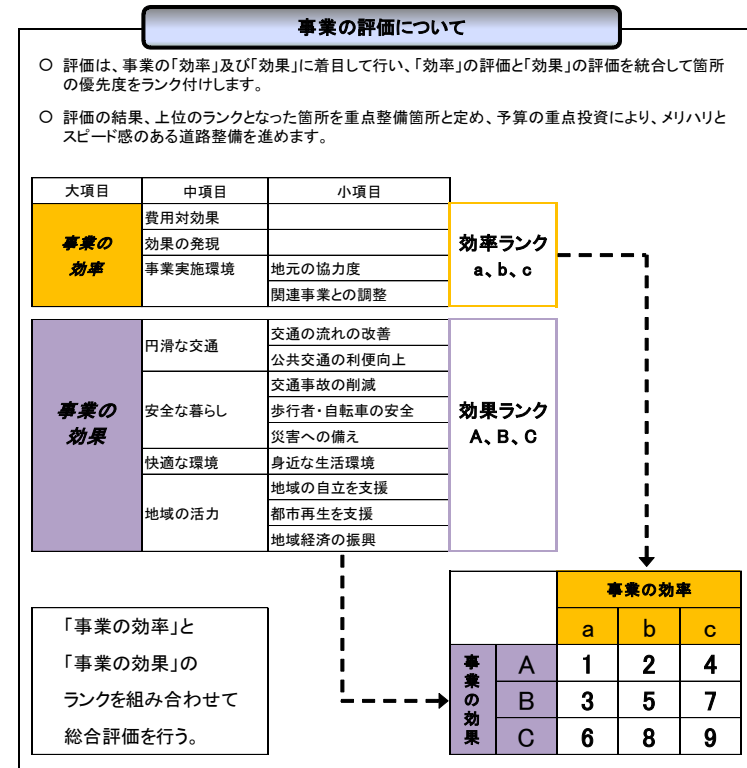 事業の評価について
○ 評価は、事業の「効率」及び「効果」に着目して行い、「効率」の評価と「効果」の評価を統合して箇所
の優先度をランク付けします。
○ 評価の結果、上位のランクとなった箇所を重点整備箇所と定め、予算の重点投資により、メリハリと
スピード感のある道路整備を進めます。
大項目 中項目 小項目
事業の
効率
費用対効果
効果の発現
事業実施環境 地元の協力度
関連事業との調整
効率ランク
a、b、c
事業の
効果
円滑な交通 交通の流れの改善
公共交通の利便向上
安全な暮らし 交通事故の削減
歩行者・自転車の安全
災害への備え
快適な環境 身近な生活環境
地域の活力 地域の自立を支援
都市再生を支援
地域経済の振興
効果ランク
A、B、C
「事業の効率」と
「事業の効果」の
ランクを組み合わせて
総合評価を行う。
事業の効率
a b c
事業の効果
A 1 2 4
B 3 5 7
C 6 8 9